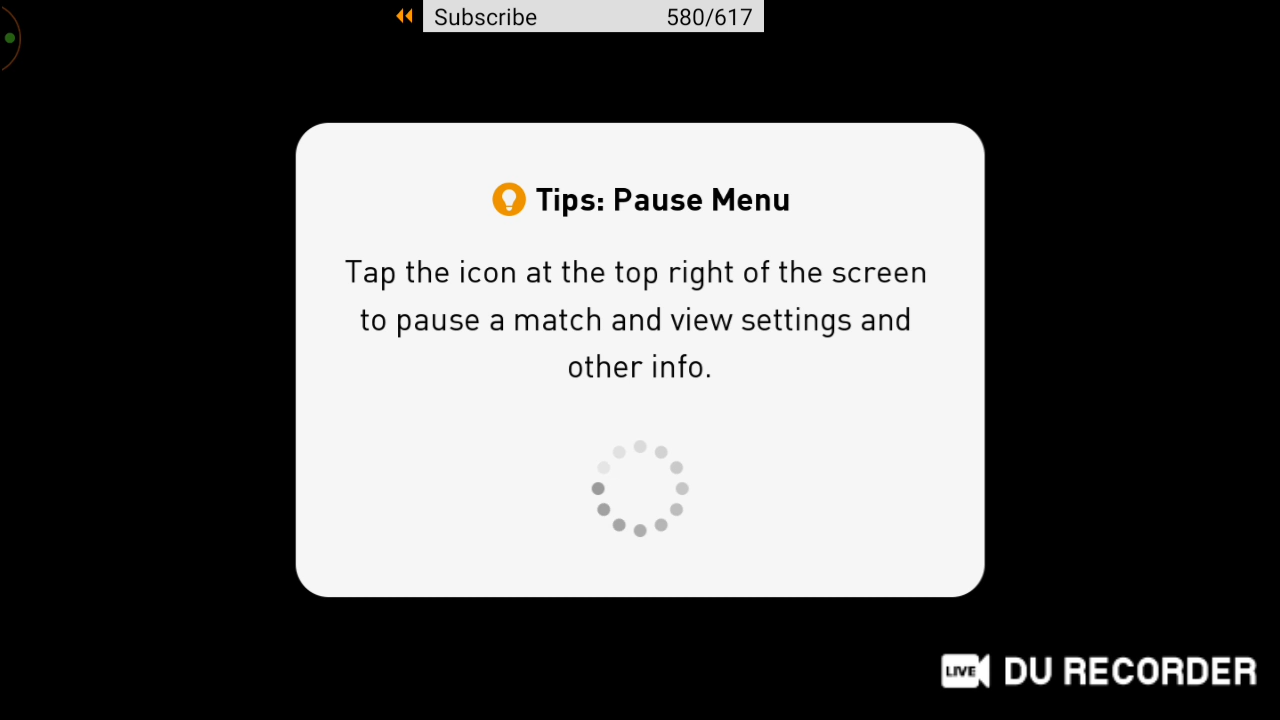 Subscribe 580/617
Tips: Pause Menu
Tap the icon at the top right of the screen
to pause a match and view settings and
other info.
LIVE DU RECORDER